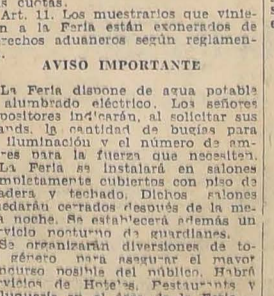 s cuotas.
Art. 11. Los muestrarios que vinie-
n a la Feria están exonerados de
rechos aduaneros según reglamen-
AVISO IMPORTANTE
La Feria dispone de agua potable
alumbrado eléctrico. Los señores
positores indicarán, al solicitar sus
ands. la cantidad de bugías para
iluminación y el número de am-
res para la fuerza que necesiten.
La Feria se instalará en salones
mpletamente cubiertos con piso de
adera y techado. Dichos salones
edarán cerrados después de la me-
a noche. Se establecerá además un
vicio nocturno de guardianes.
Se organizarán diversiones de to-
género para asegurar el mayor
ncurso posible del público. Habrá
vicios de Hoteles, Restaurants y